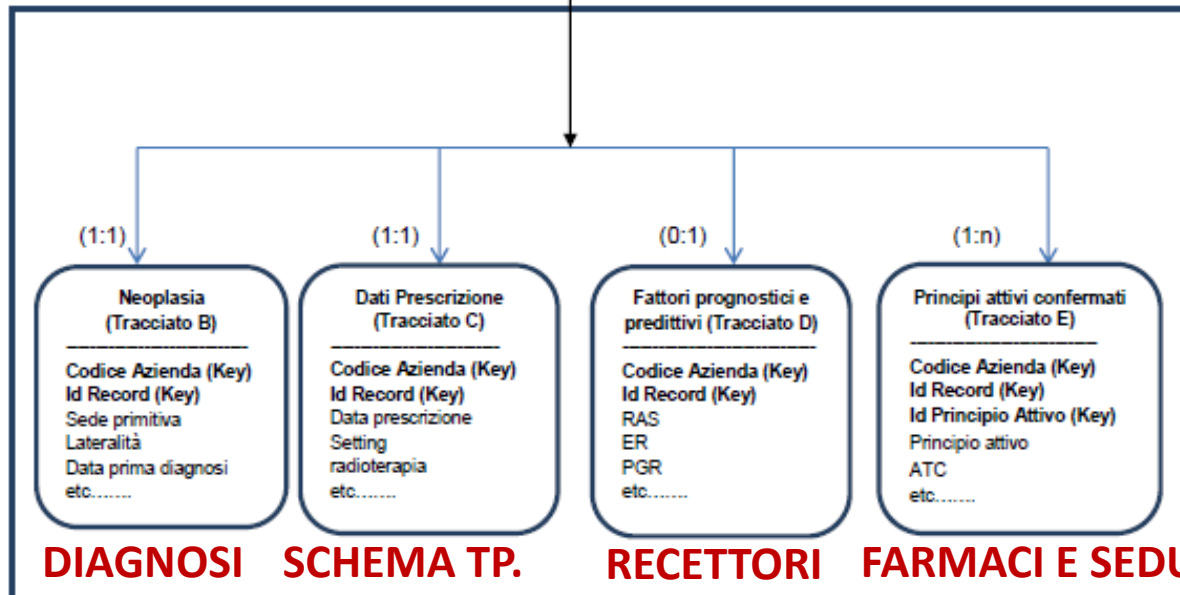 (1:1)
(1:1)
(0:1)
(1:n)
Neoplasia
(Tracciato B)
Codice Azienda (Key)
Id Record (Key)
Sede primitiva
Lateralità
Data prima diagnosi
etc.......
Dati Prescrizione
(Tracciato C)
Codice Azienda (Key)
Id Record (Key)
Data prescrizione
Setting
radioterapia
etc.......
Fattori prognostici e
predittivi (Tracciato D)
Codice Azienda (Key)
Id Record (Key)
RAS
ER
PGR
etc.......
Principi attivi confermati
(Tracciato E)
Codice Azienda (Key)
Id Record (Key)
Id Principio Attivo (Key)
Principio attivo
ATC
etc.......
DIAGNOSI
SCHEMA TP.
RECETTORI
FARMACI E SEDU